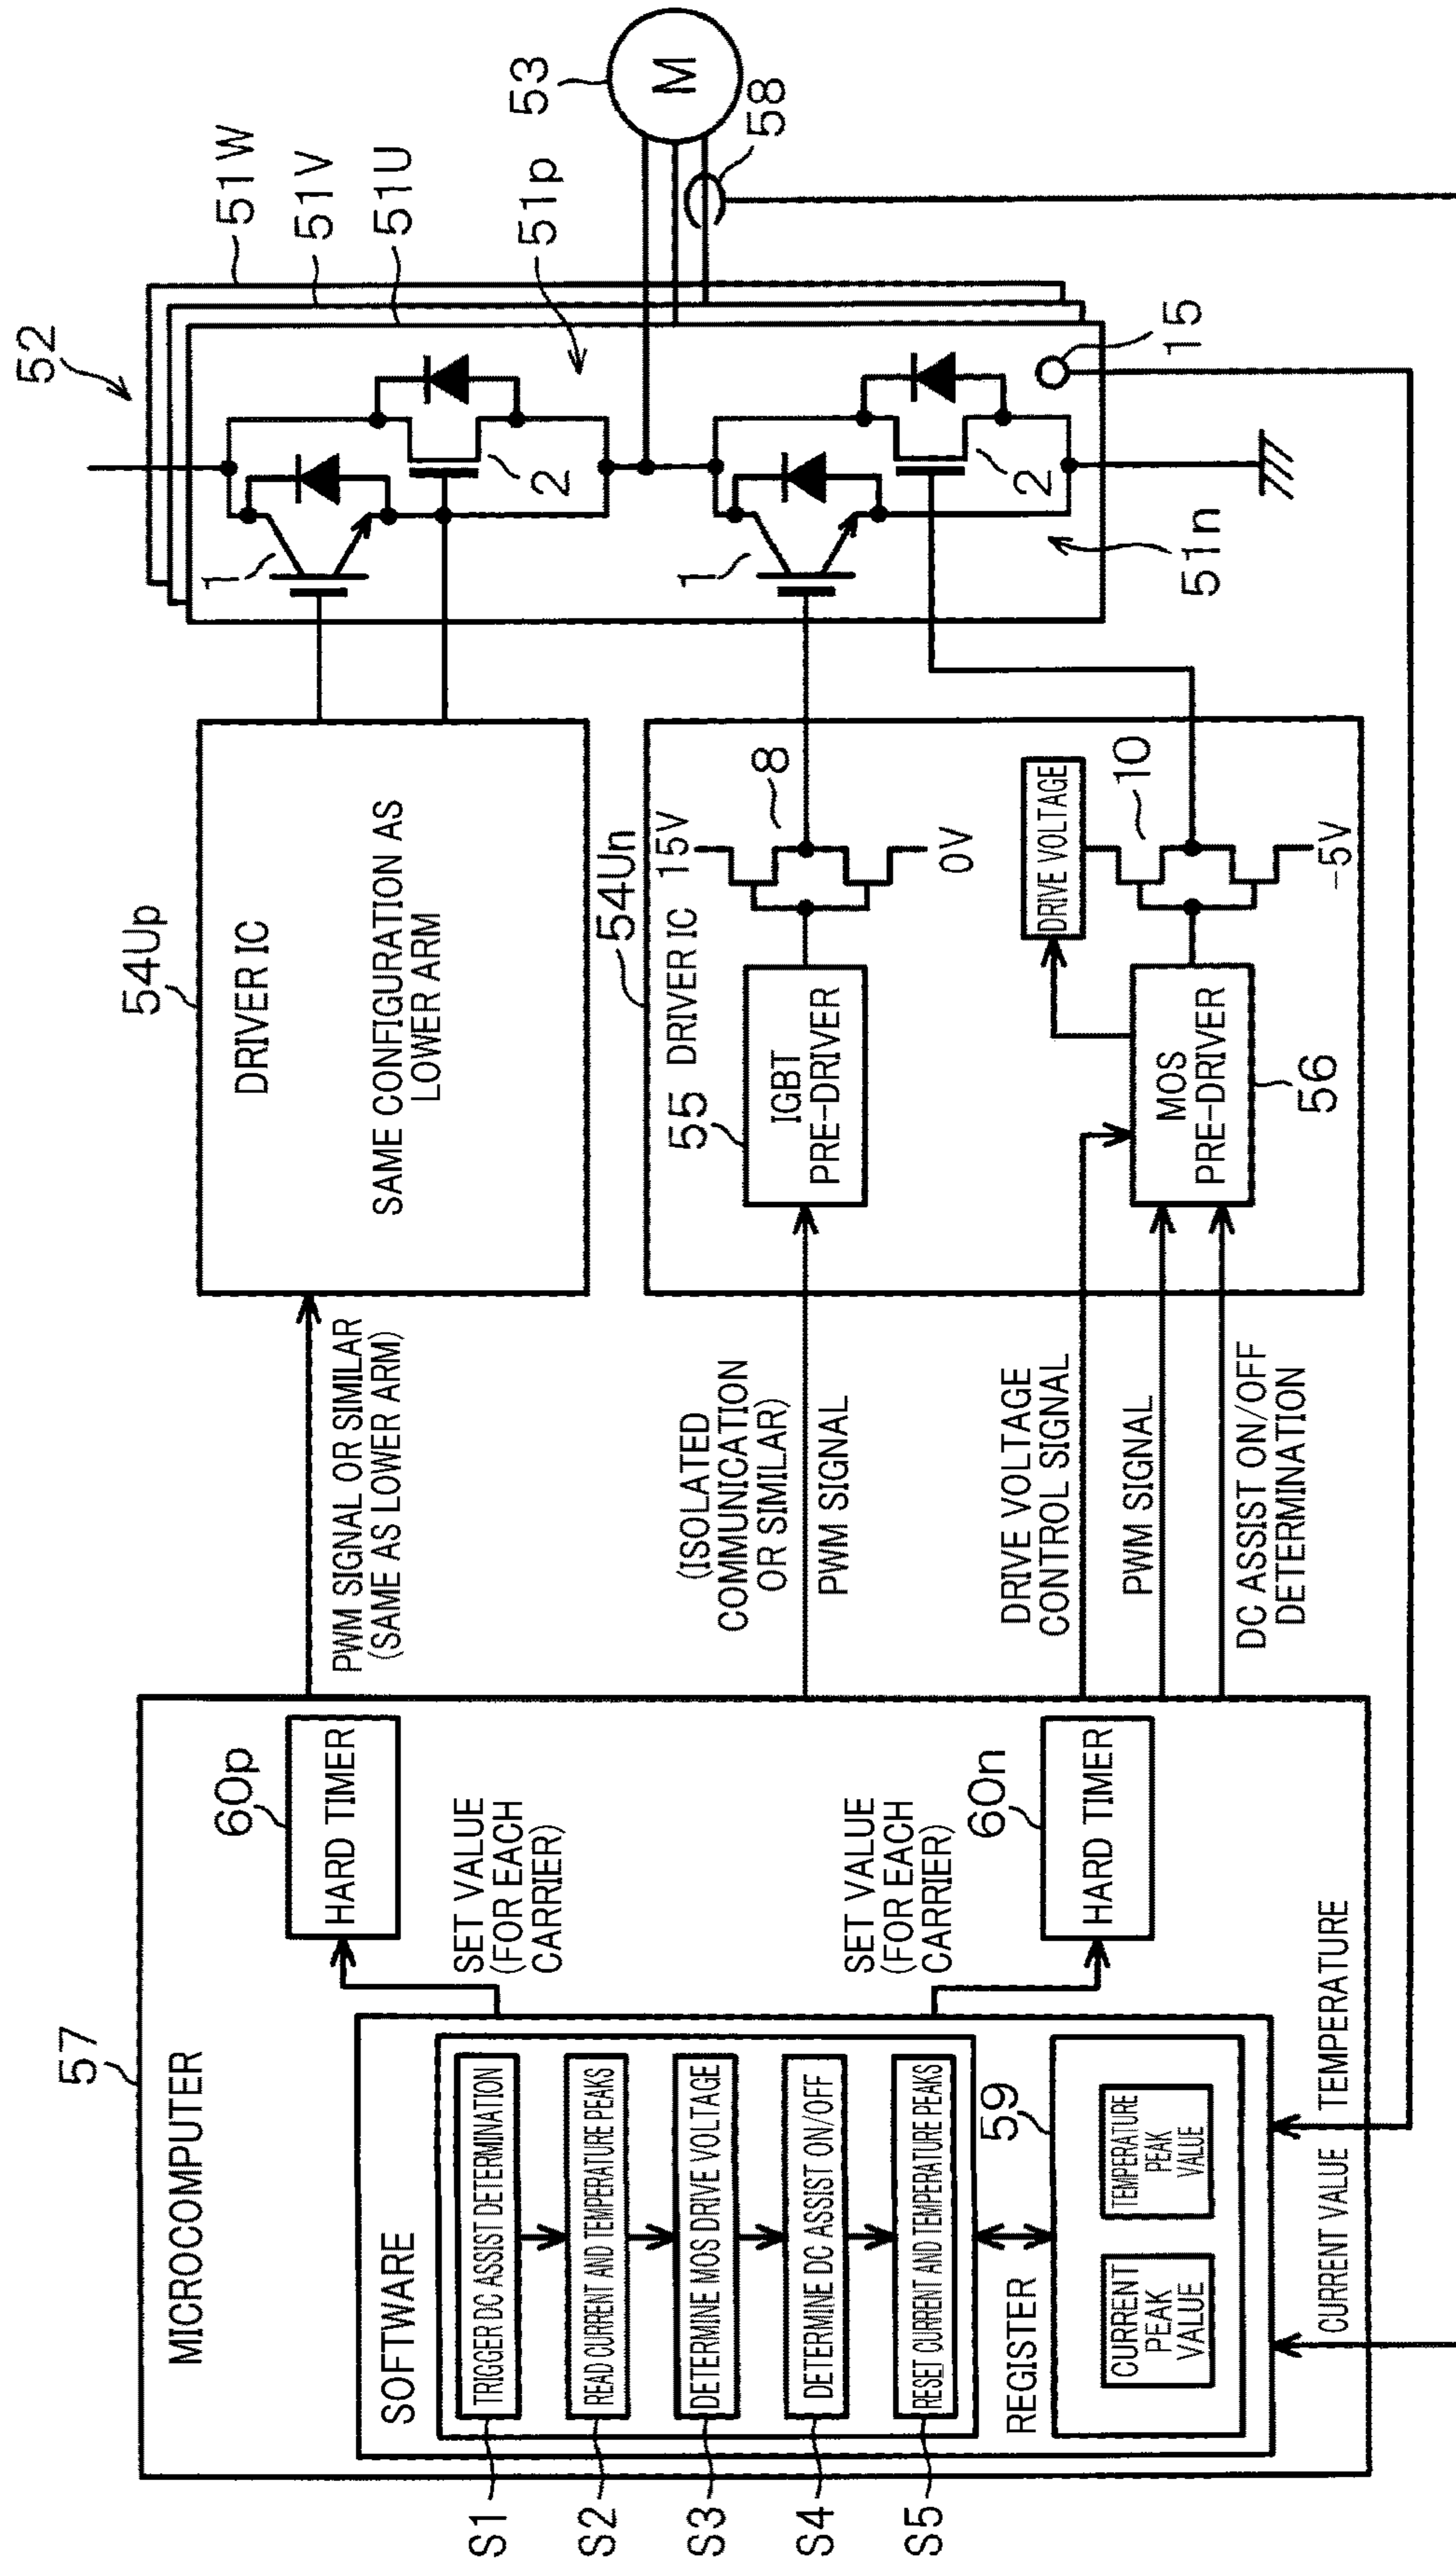 57
MICROCOMPUTER
SOFTWARE
S1
TRIGGER DC ASSIST DETERMINATION
S2
READ CURRENT AND TEMPERATURE PEAKS
S3
DETERMINE MOS DRIVE VOLTAGE
S4
DETERMINE DC ASSIST ON/OFF
S5
RESET CURRENT AND TEMPERATURE PEAKS
REGISTER
59
CURRENT
PEAK
VALUE
TEMPERATURE
PEAK
VALUE
CURRENT VALUE
TEMPERATURE
SET VALUE
(FOR EACH
CARRIER)
60p
HARD TIMER
SET VALUE
(FOR EACH
CARRIER)
60n
HARD TIMER
PWM SIGNAL OR SIMILAR
(SAME AS LOWER ARM)
(ISOLATED
COMMUNICATION
OR SIMILAR)
PWM SIGNAL
DRIVE VOLTAGE
CONTROL SIGNAL
PWM SIGNAL
DC ASSIST ON/OFF
DETERMINATION
54Up
DRIVER IC
SAME CONFIGURATION AS
LOWER ARM
54Un
DRIVER IC
55
IGBT
PRE-DRIVER
15V
8
0V
MOS
PRE-DRIVER
56
DRIVE VOLTAGE
10
-5V
52
51W
51V
51U
51p
1
2
1
2
51n
15
53
M
58